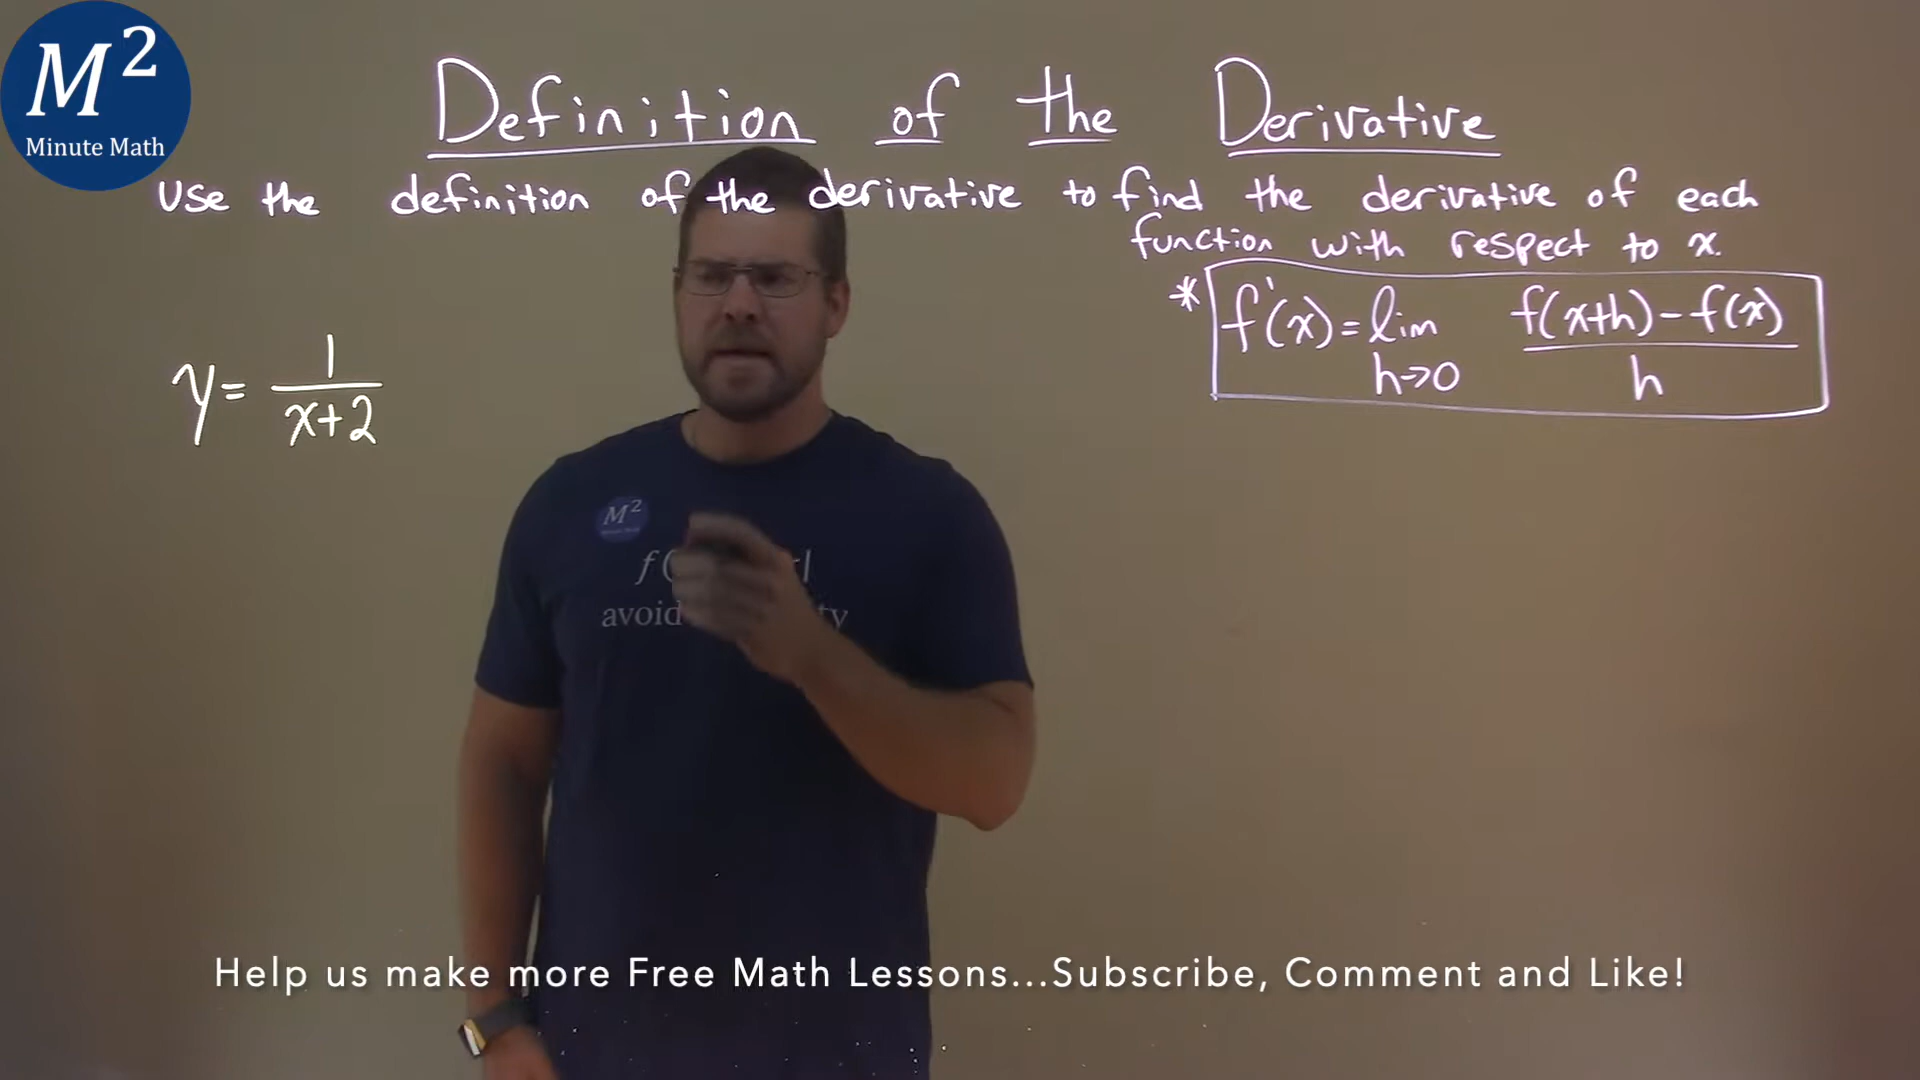 M²
Minute Math
Definition of the Derivative
Use the definition of the derivative to find the derivative of each
function with respect to x.
* f'(x) = lim h→0 f(x+h) - f(x) / h
y = 1 / x+2
M²
f(
avoid
ty
Help us make more Free Math Lessons...Subscribe, Comment and Like!